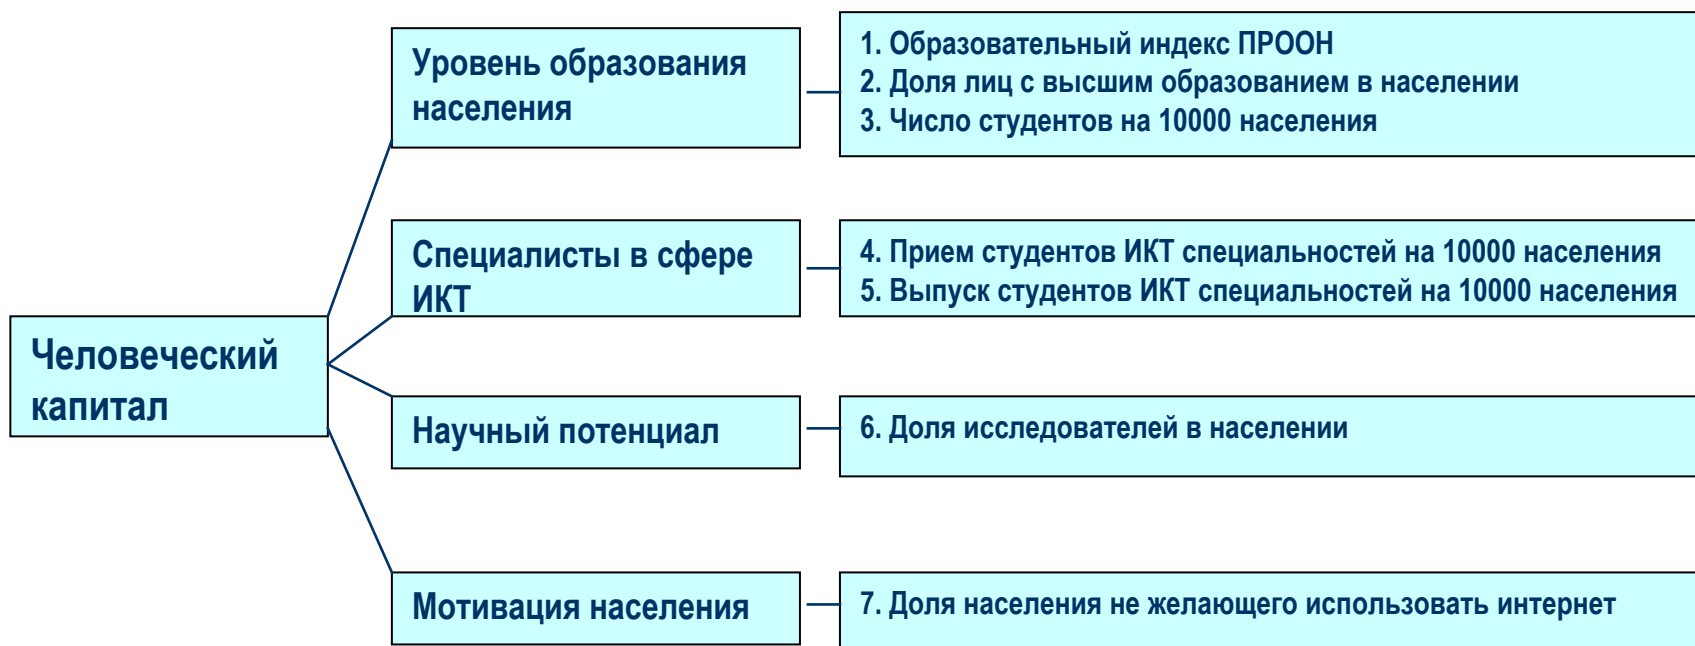 Человеческий
капитал
Уровень образования
населения
1. Образовательный индекс ПРООН
2. Доля лиц с высшим образованием в населении
3. Число студентов на 10000 населения
Специалисты в сфере
ИКТ
4. Прием студентов ИКТ специальностей на 10000 населения
5. Выпуск студентов ИКТ специальностей на 10000 населения
Научный потенциал
6. Доля исследователей в населении
Мотивация населения
7. Доля населения не желающего использовать интернет